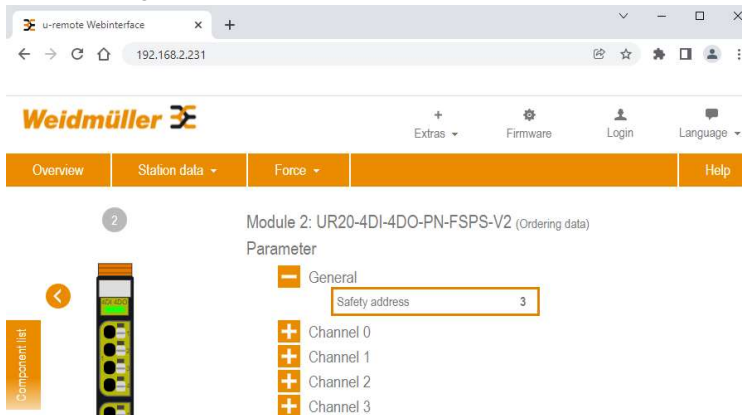 u-remote Webinterface
192.168.2.231
Weidmüller
Extras
Firmware
Login
Language
Overview
Station data
Force
Help
2
Module 2: UR20-4DI-4DO-PN-FSPS-V2 (Ordering data)
Parameter
General
Safety address 3
4DI 4DO
Component list
Channel 0
Channel 1
Channel 2
Channel 3